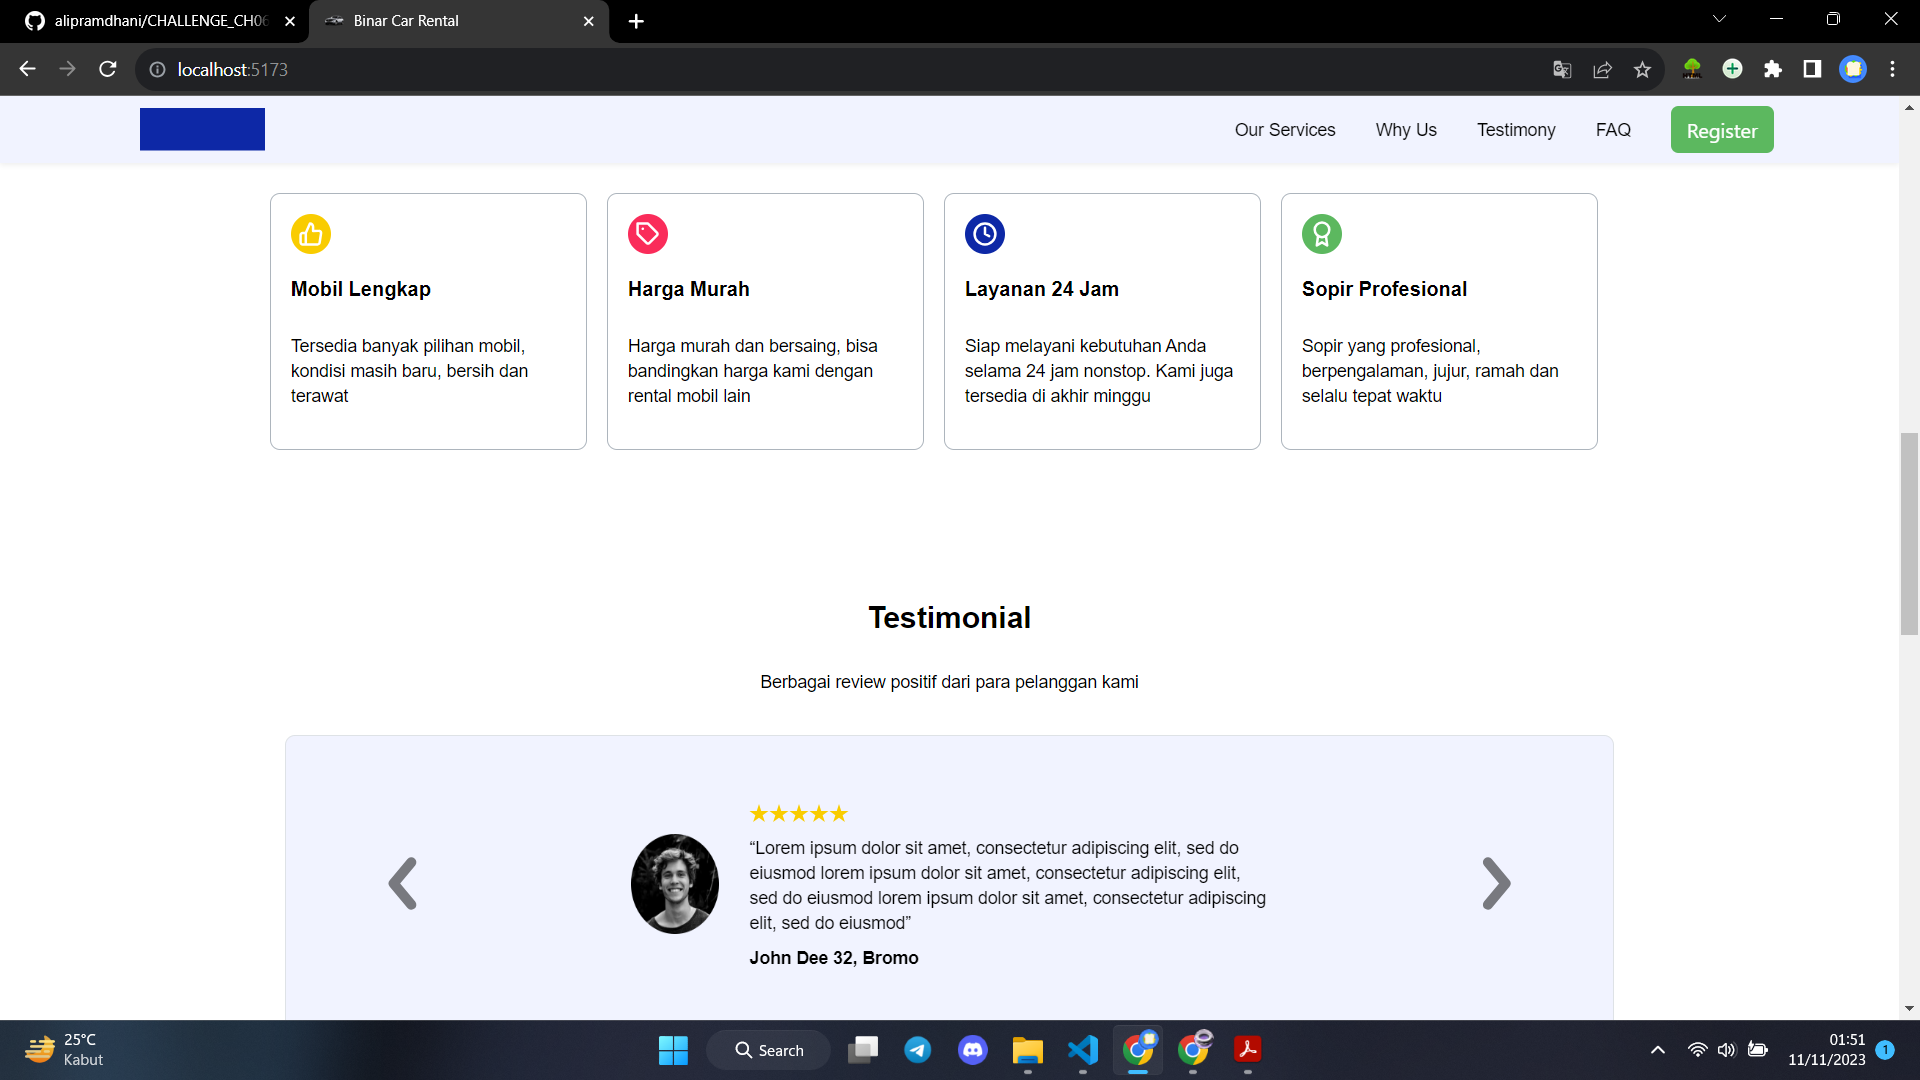 alipramdhani/CHALLENGE_CH06
Binar Car Rental
localhost:5173
Our Services
Why Us
Testimony
FAQ
Register
Mobil Lengkap
Tersedia banyak pilihan mobil,
kondisi masih baru, bersih dan
terawat
Harga Murah
Harga murah dan bersaing, bisa
bandingkan harga kami dengan
rental mobil lain
Layanan 24 Jam
Siap melayani kebutuhan Anda
selama 24 jam nonstop. Kami juga
tersedia di akhir minggu
Sopir Profesional
Sopir yang profesional,
berpengalaman, jujur, ramah dan
selalu tepat waktu
Testimonial
Berbagai review positif dari para pelanggan kami
“Lorem ipsum dolor sit amet, consectetur adipiscing elit, sed do
eiusmod lorem ipsum dolor sit amet, consectetur adipiscing elit,
sed do eiusmod lorem ipsum dolor sit amet, consectetur adipiscing
elit, sed do eiusmod”
John Dee 32, Bromo
25°C
Kabut
Search
01:51
11/11/2023
1